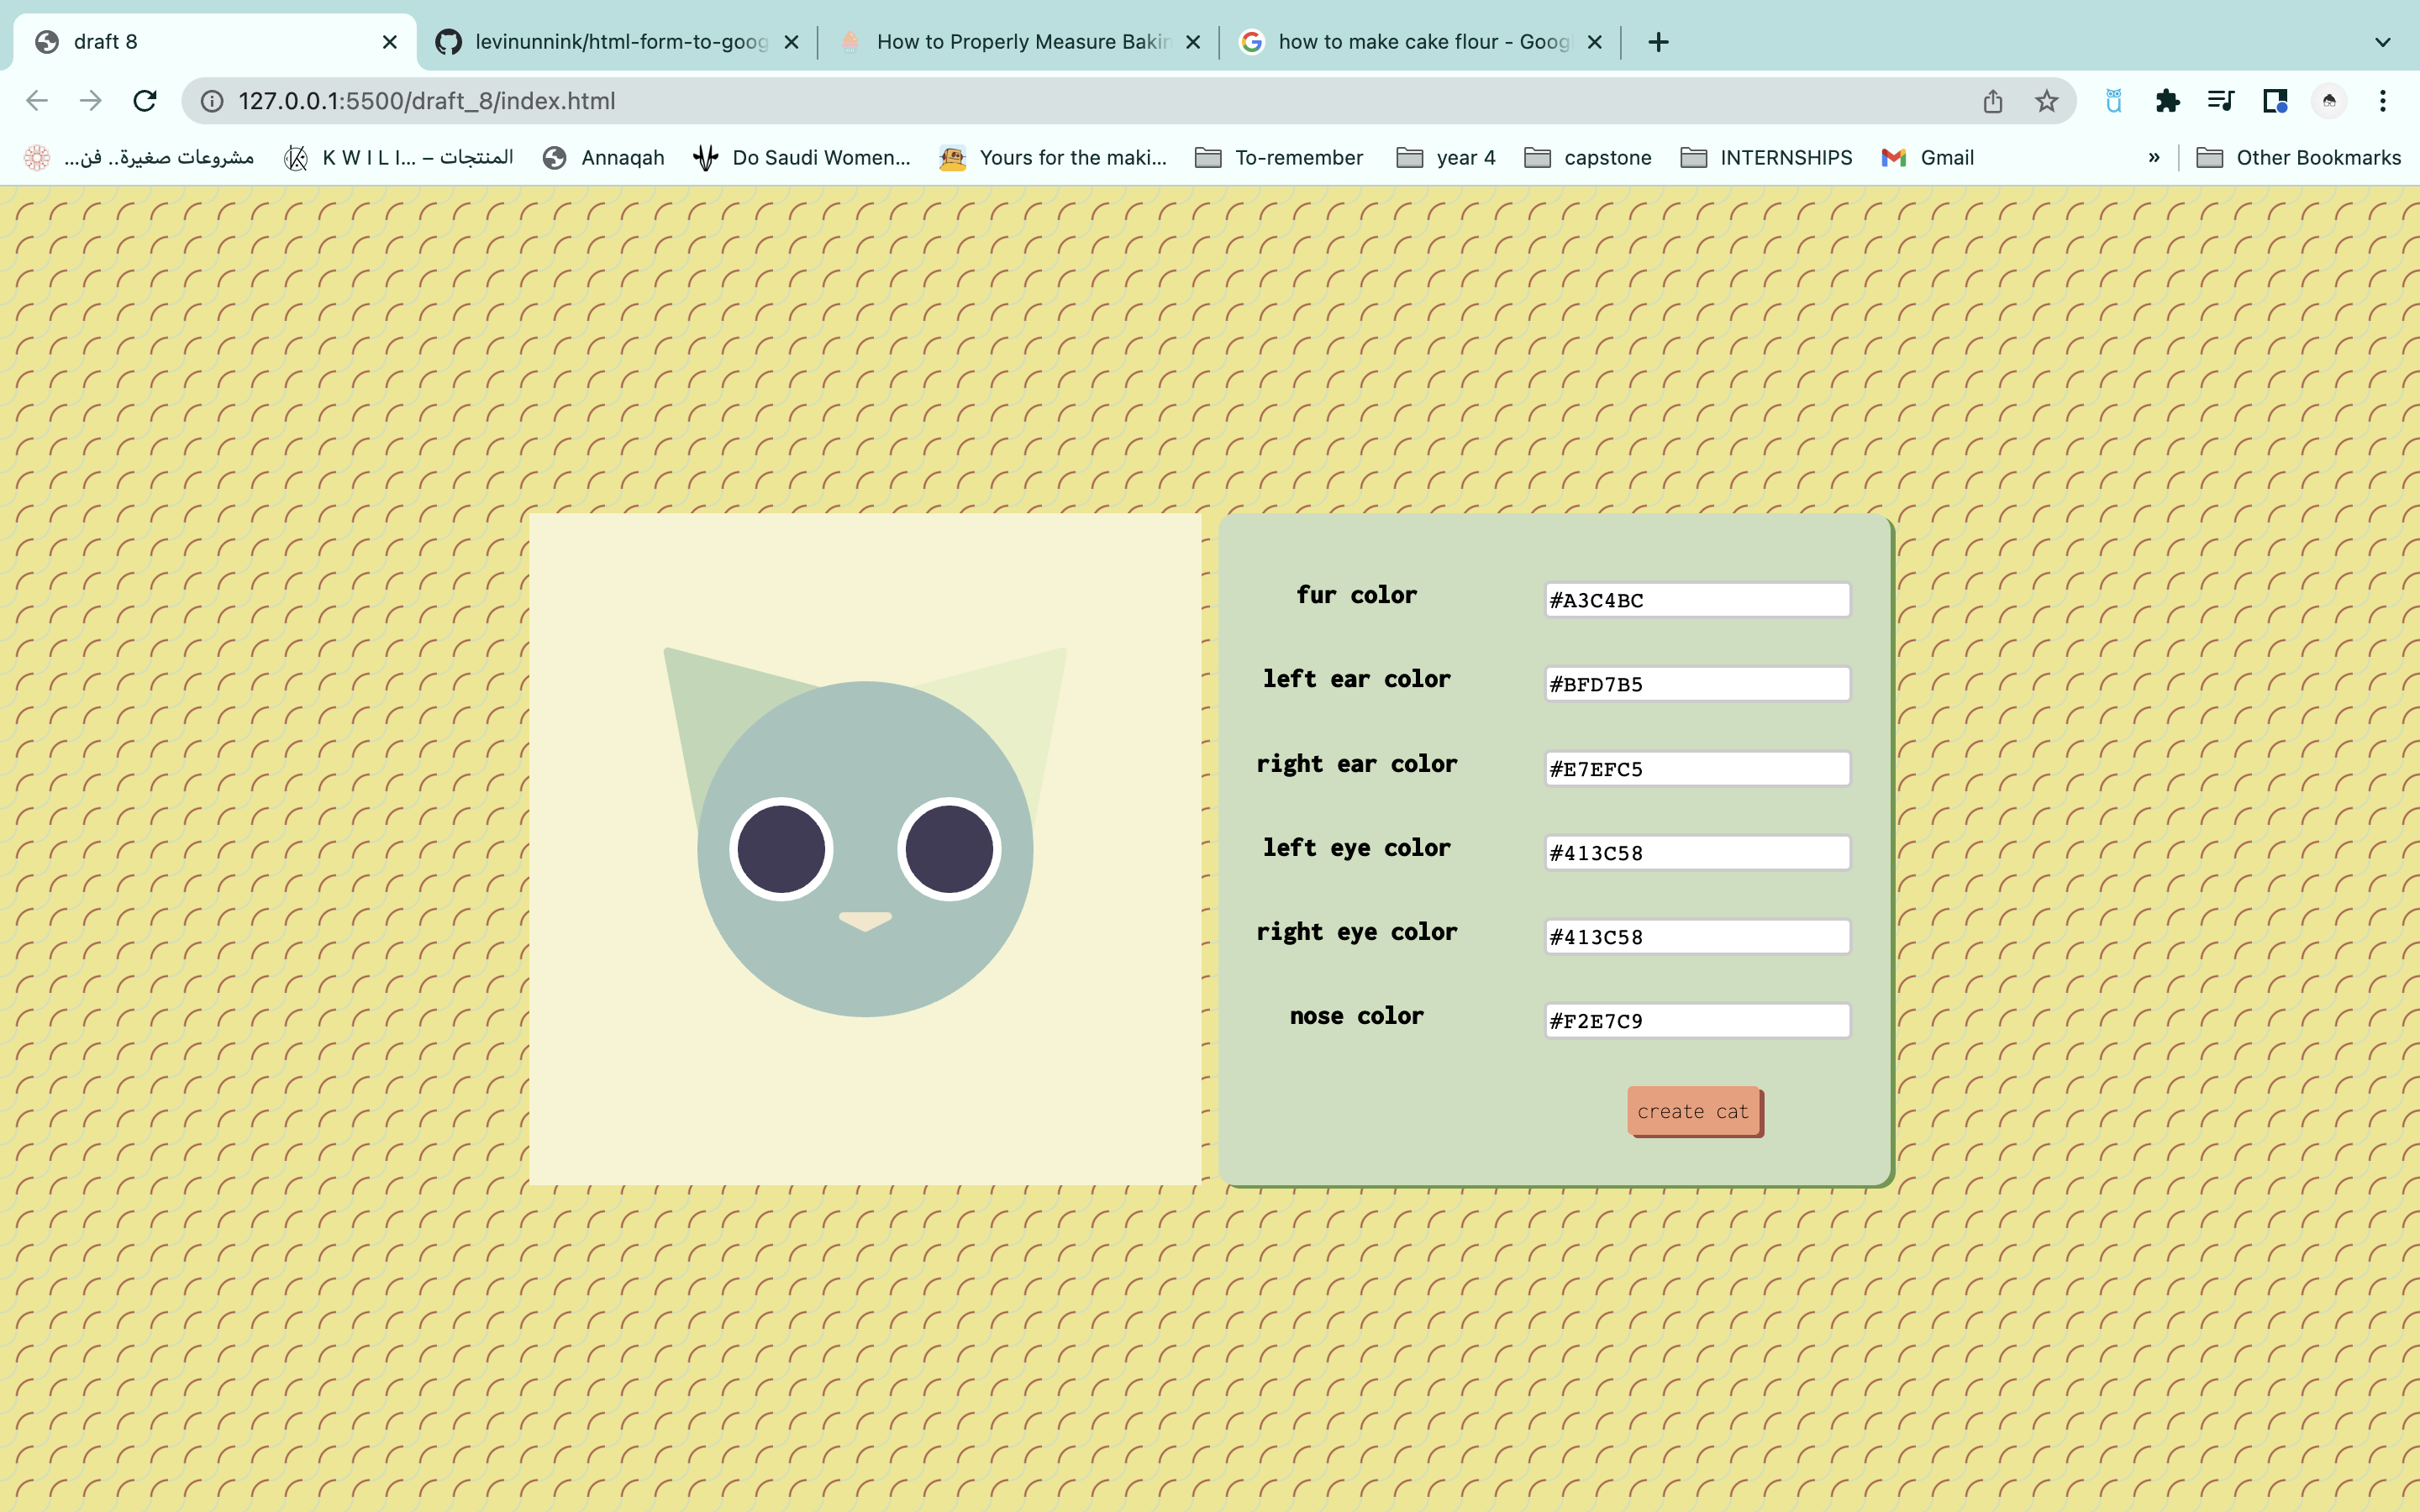 draft 8
levinunnink/html-form-to-goog
How to Properly Measure Bakin
how to make cake flour - Goog
127.0.0.1:5500/draft_8/index.html
مشروعات صغيرة.. فن...
K W I L I... – المنتجات
Annaqah
Do Saudi Women...
Yours for the maki...
To-remember
year 4
capstone
INTERNSHIPS
Gmail
»
Other Bookmarks
fur color
#A3C4BC
left ear color
#BFD7B5
right ear color
#E7EFC5
left eye color
#413C58
right eye color
#413C58
nose color
#F2E7C9
create cat